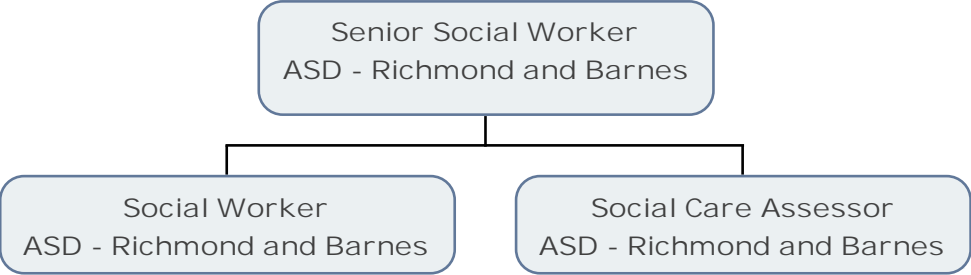 Senior Social Worker
ASD - Richmond and Barnes
Social Worker
ASD - Richmond and Barnes
Social Care Assessor
ASD - Richmond and Barnes